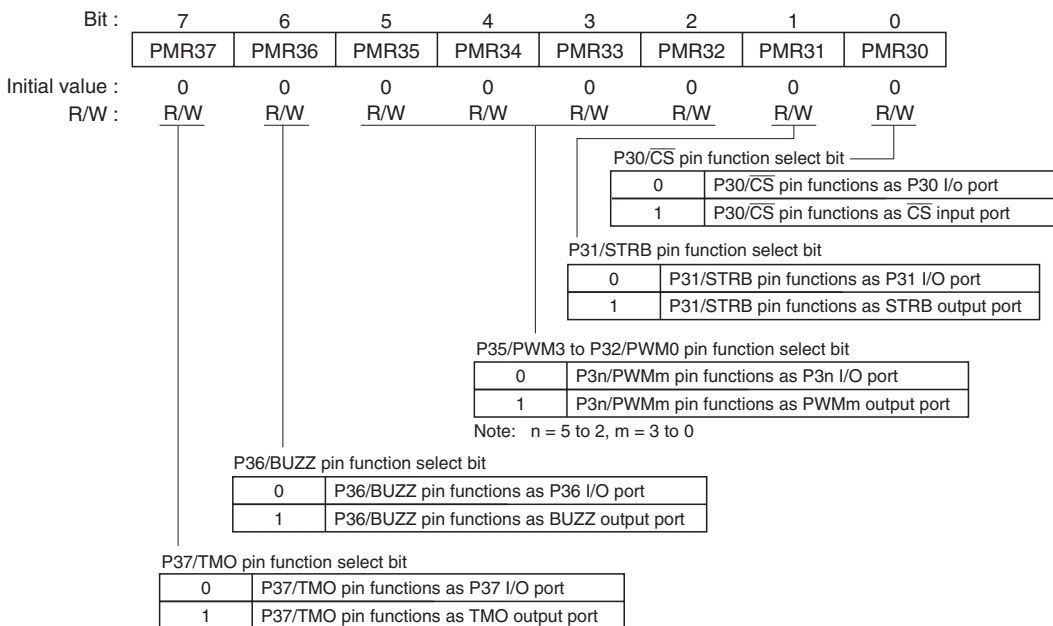 Bit : 7 6 5 4 3 2 1 0
PMR37 PMR36 PMR35 PMR34 PMR33 PMR32 PMR31 PMR30
Initial value : 0 0 0 0 0 0 0 0
R/W : R/W R/W R/W R/W R/W R/W R/W R/W
P30/C̅S̅ pin function select bit
0 P30/C̅S̅ pin functions as P30 I/o port
1 P30/C̅S̅ pin functions as C̅S̅ input port
P31/STRB pin function select bit
0 P31/STRB pin functions as P31 I/O port
1 P31/STRB pin functions as STRB output port
P35/PWM3 to P32/PWM0 pin function select bit
0 P3n/PWMm pin functions as P3n I/O port
1 P3n/PWMm pin functions as PWMm output port
Note: n = 5 to 2, m = 3 to 0
P36/BUZZ pin function select bit
0 P36/BUZZ pin functions as P36 I/O port
1 P36/BUZZ pin functions as BUZZ output port
P37/TMO pin function select bit
0 P37/TMO pin functions as P37 I/O port
1 P37/TMO pin functions as TMO output port